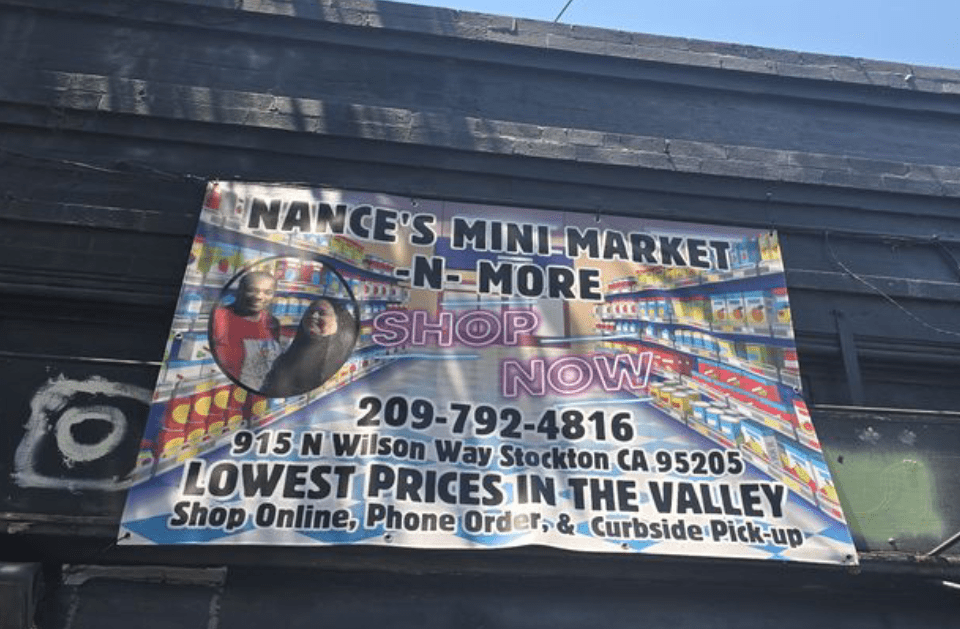 NANCE'S MINI MARKET
-N- MORE
SHOP
NOW
209-792-4816
915 N Wilson Way Stockton CA 95205
LOWEST PRICES IN THE VALLEY
Shop Online, Phone Order, & Curbside Pick-up